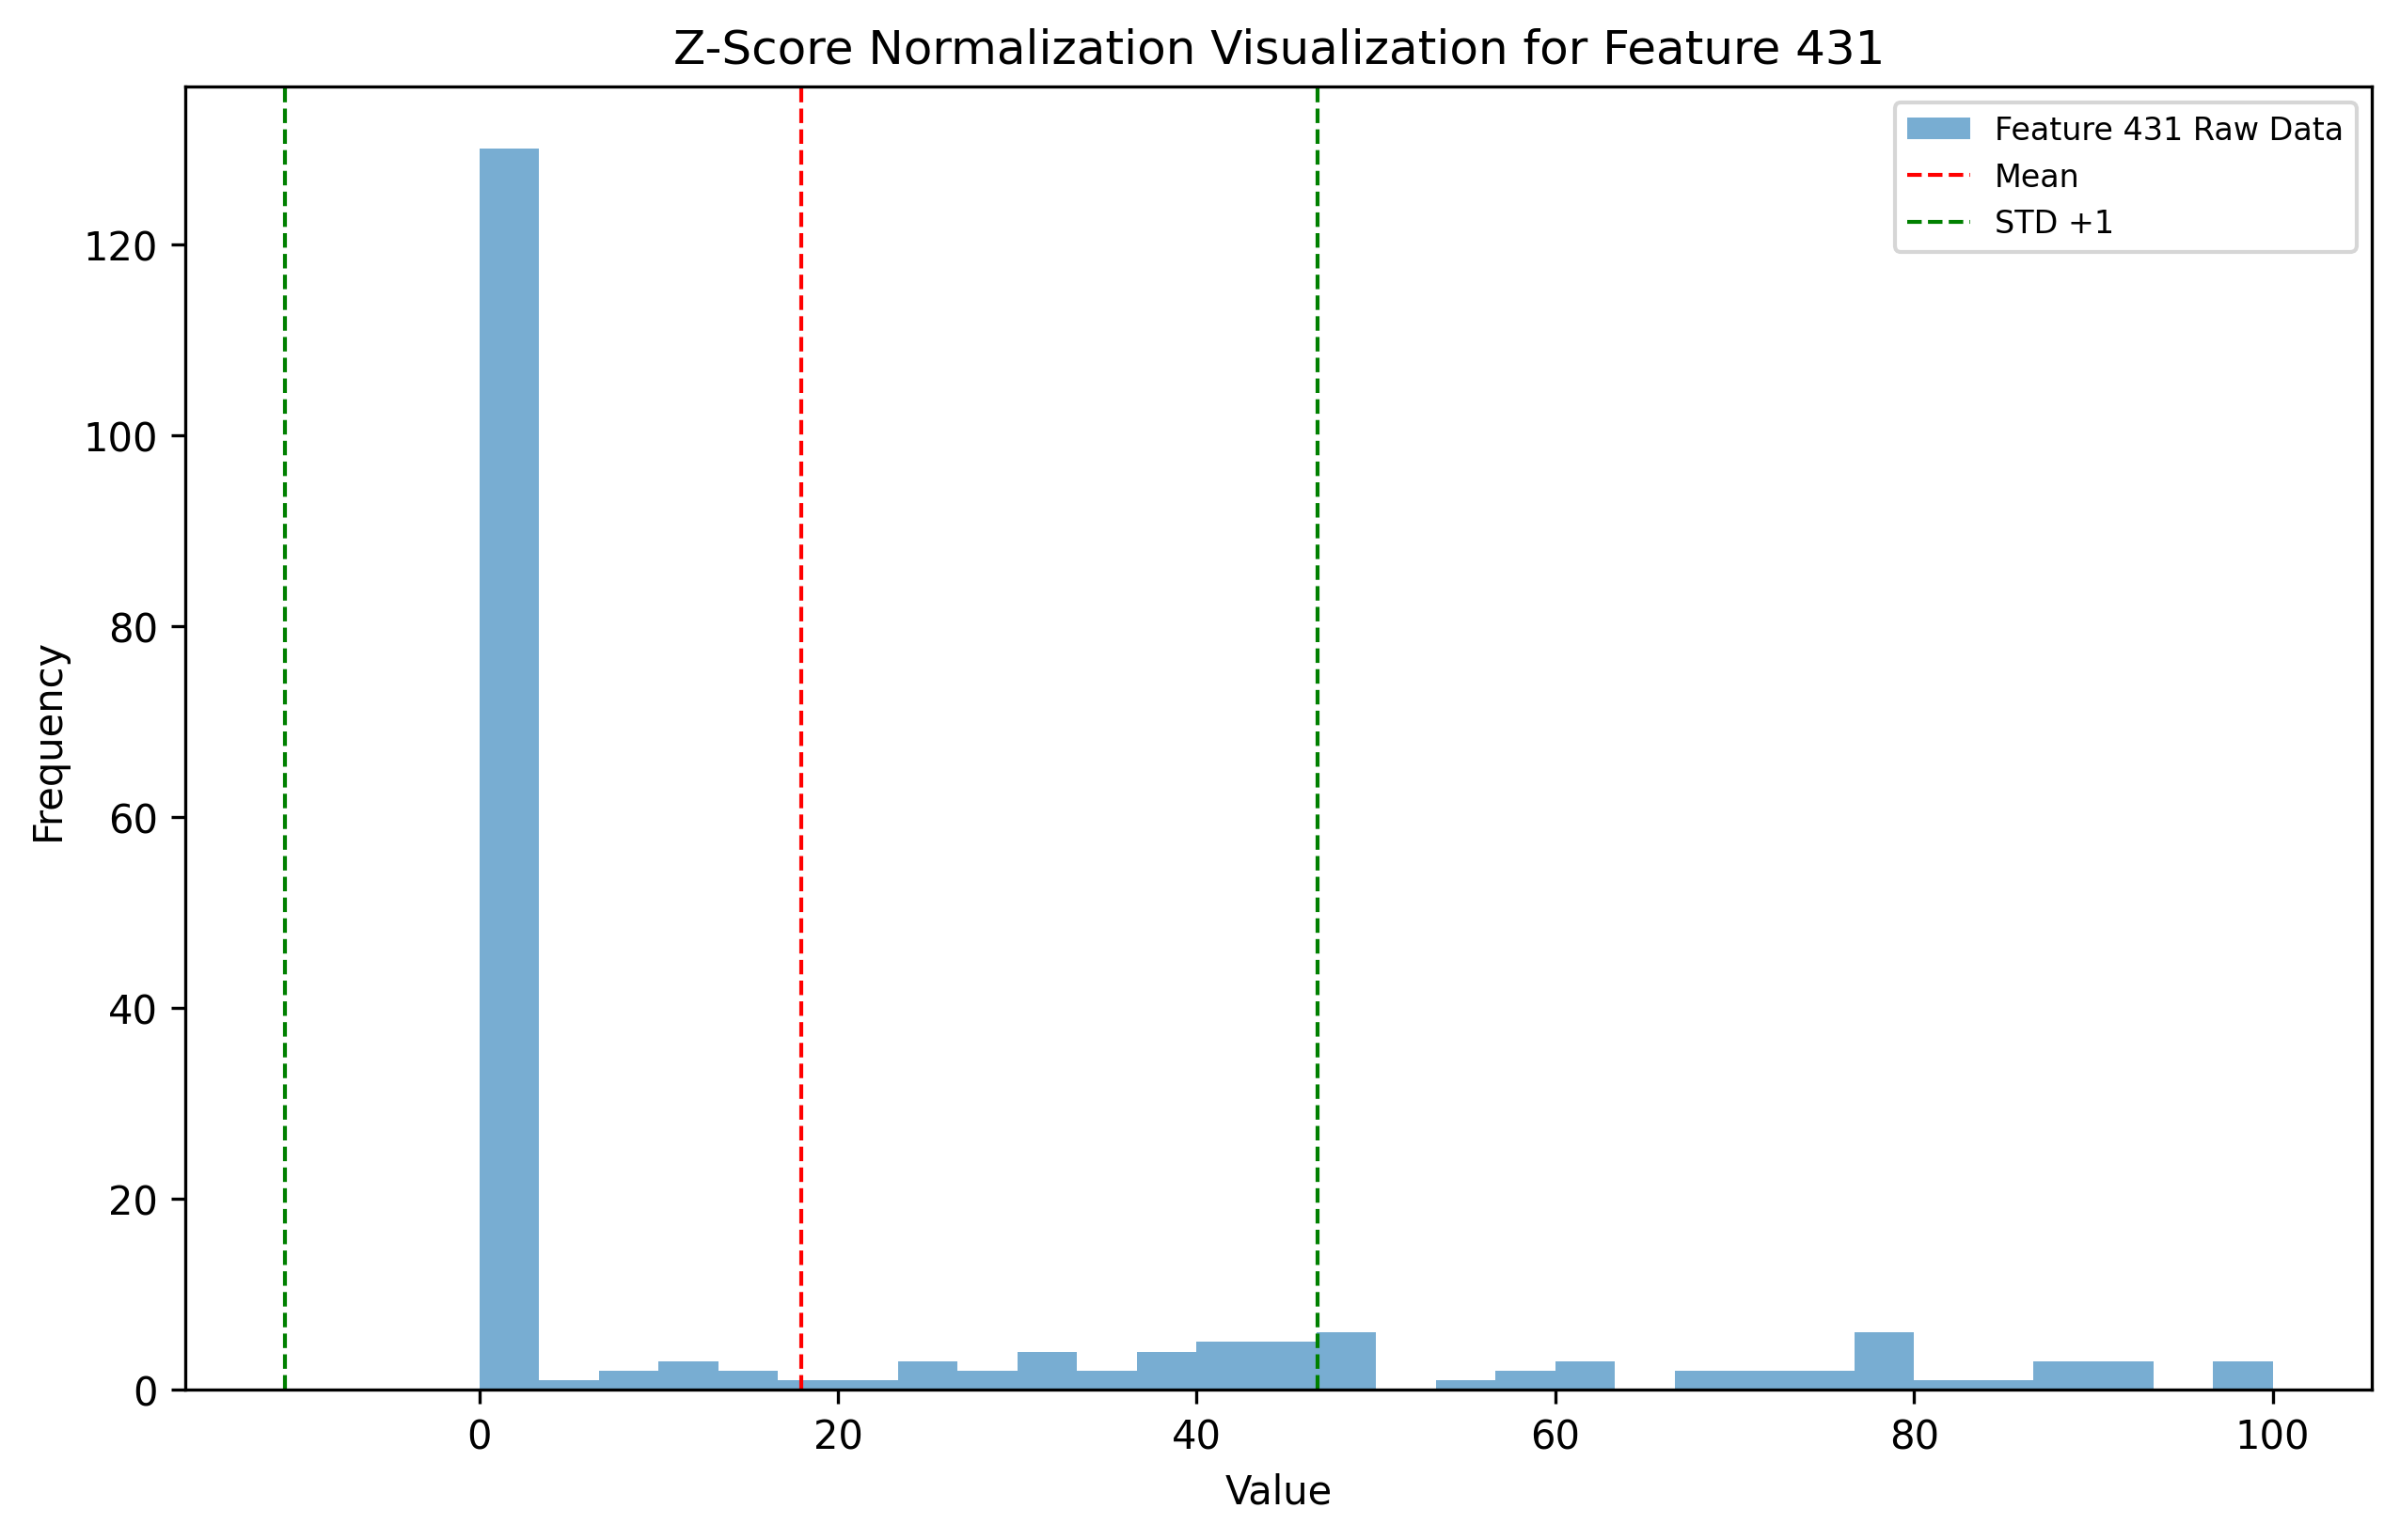 Z-Score Normalization Visualization for Feature 431
Feature 431 Raw Data
Mean
STD +1
120
100
80
60
40
20
0
Frequency
0 20 40 60 80 100
Value